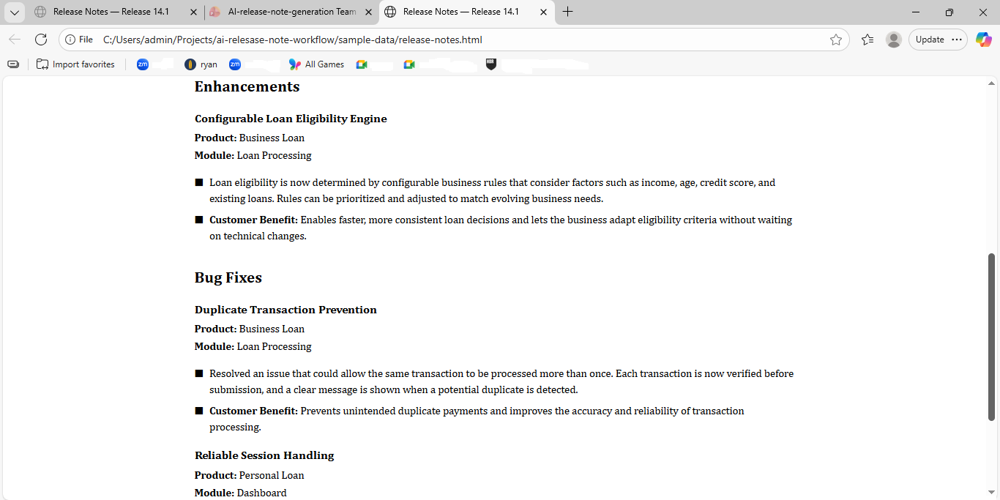 Release Notes — Release 14.1
AI-release-note-generation Team
Release Notes — Release 14.1
File
C:/Users/admin/Projects/ai-relesase-note-workflow/sample-data/release-notes.html
Update
Import favorites
zm
ryan
zm
All Games
Enhancements
Configurable Loan Eligibility Engine
Product: Business Loan
Module: Loan Processing
Loan eligibility is now determined by configurable business rules that consider factors such as income, age, credit score, and
existing loans. Rules can be prioritized and adjusted to match evolving business needs.
Customer Benefit: Enables faster, more consistent loan decisions and lets the business adapt eligibility criteria without waiting
on technical changes.
Bug Fixes
Duplicate Transaction Prevention
Product: Business Loan
Module: Loan Processing
Resolved an issue that could allow the same transaction to be processed more than once. Each transaction is now verified before
submission, and a clear message is shown when a potential duplicate is detected.
Customer Benefit: Prevents unintended duplicate payments and improves the accuracy and reliability of transaction
processing.
Reliable Session Handling
Product: Personal Loan
Module: Dashboard